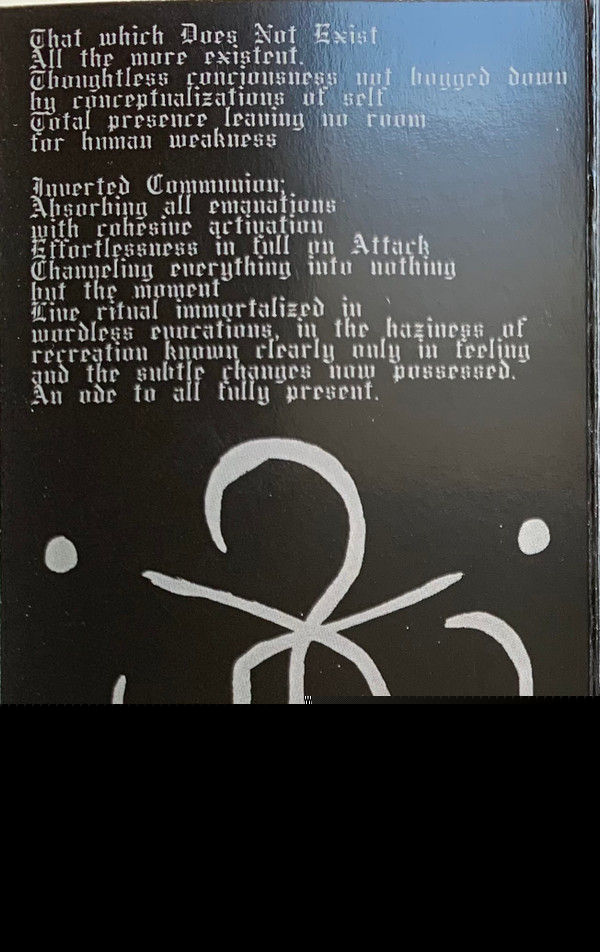 That which Does Not Exist
All the more existent.
Thoughtless conciousness not bogged down
by conceptualizations of self
Total presence leaving no room
for human weakness
Inverted Communion;
Absorbing all emanations
with cohesive activation
Effortlessness in full on Attack
Channeling everything into nothing
but the moment
Live ritual immortalized in
wordless evocations, in the haziness of
recreation known clearly only in feeling
and the subtle changes now possessed.
An ode to all fully present.